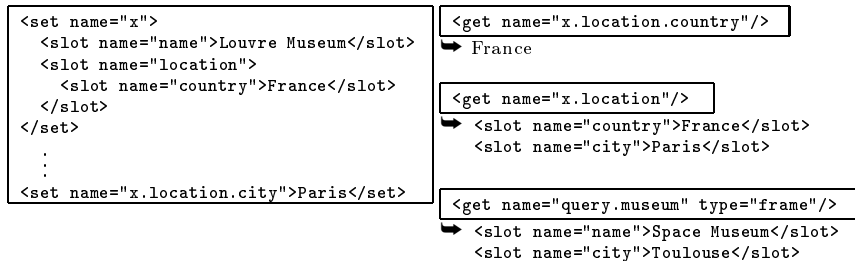 <set name="x">
<slot name="name">Louvre Museum</slot>
<slot name="location">
<slot name="country">France</slot>
</slot>
</set>
.
.
.
<set name="x.location.city">Paris</set>
<get name="x.location.country"/>
➥ France
<get name="x.location"/>
➥ <slot name="country">France</slot>
<slot name="city">Paris</slot>
<get name="query.museum" type="frame"/>
➥ <slot name="name">Space Museum</slot>
<slot name="city">Toulouse</slot>